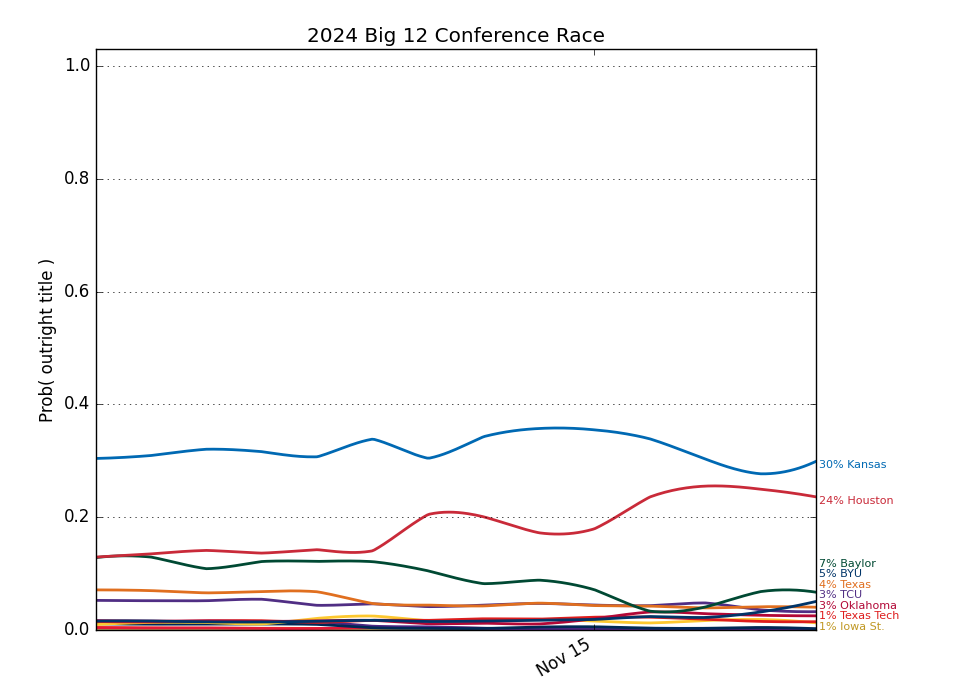 2024 Big 12 Conference Race
1.0
0.8
0.6
0.4
0.2
0.0
Prob( outright title )
Nov 15
30% Kansas
24% Houston
7% Baylor
5% BYU
4% Texas
3% TCU
3% Oklahoma
1% Texas Tech
1% Iowa St.